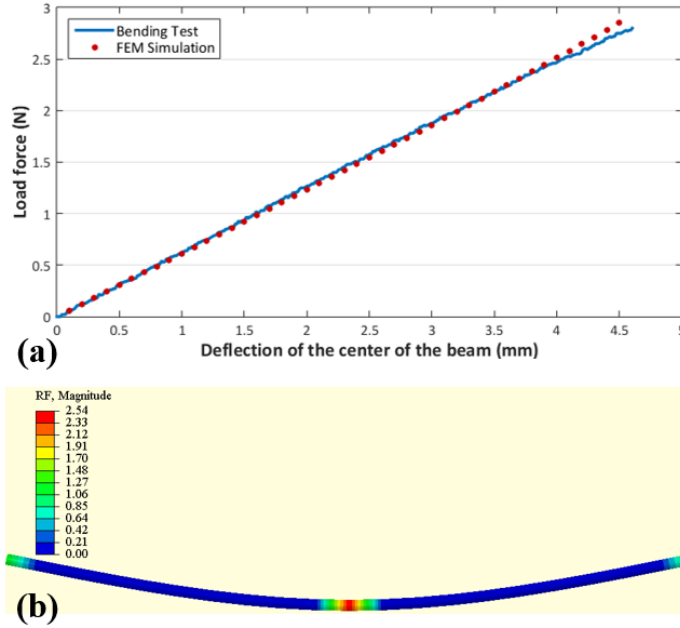 3
2.5
2
1.5
1
0.5
0
Load force (N)
Bending Test
FEM Simulation
0 0.5 1 1.5 2 2.5 3 3.5 4 4.5 5
Deflection of the center of the beam (mm)
(a)
RF, Magnitude
2.54
2.33
2.12
1.91
1.70
1.48
1.27
1.06
0.85
0.64
0.42
0.21
0.00
(b)